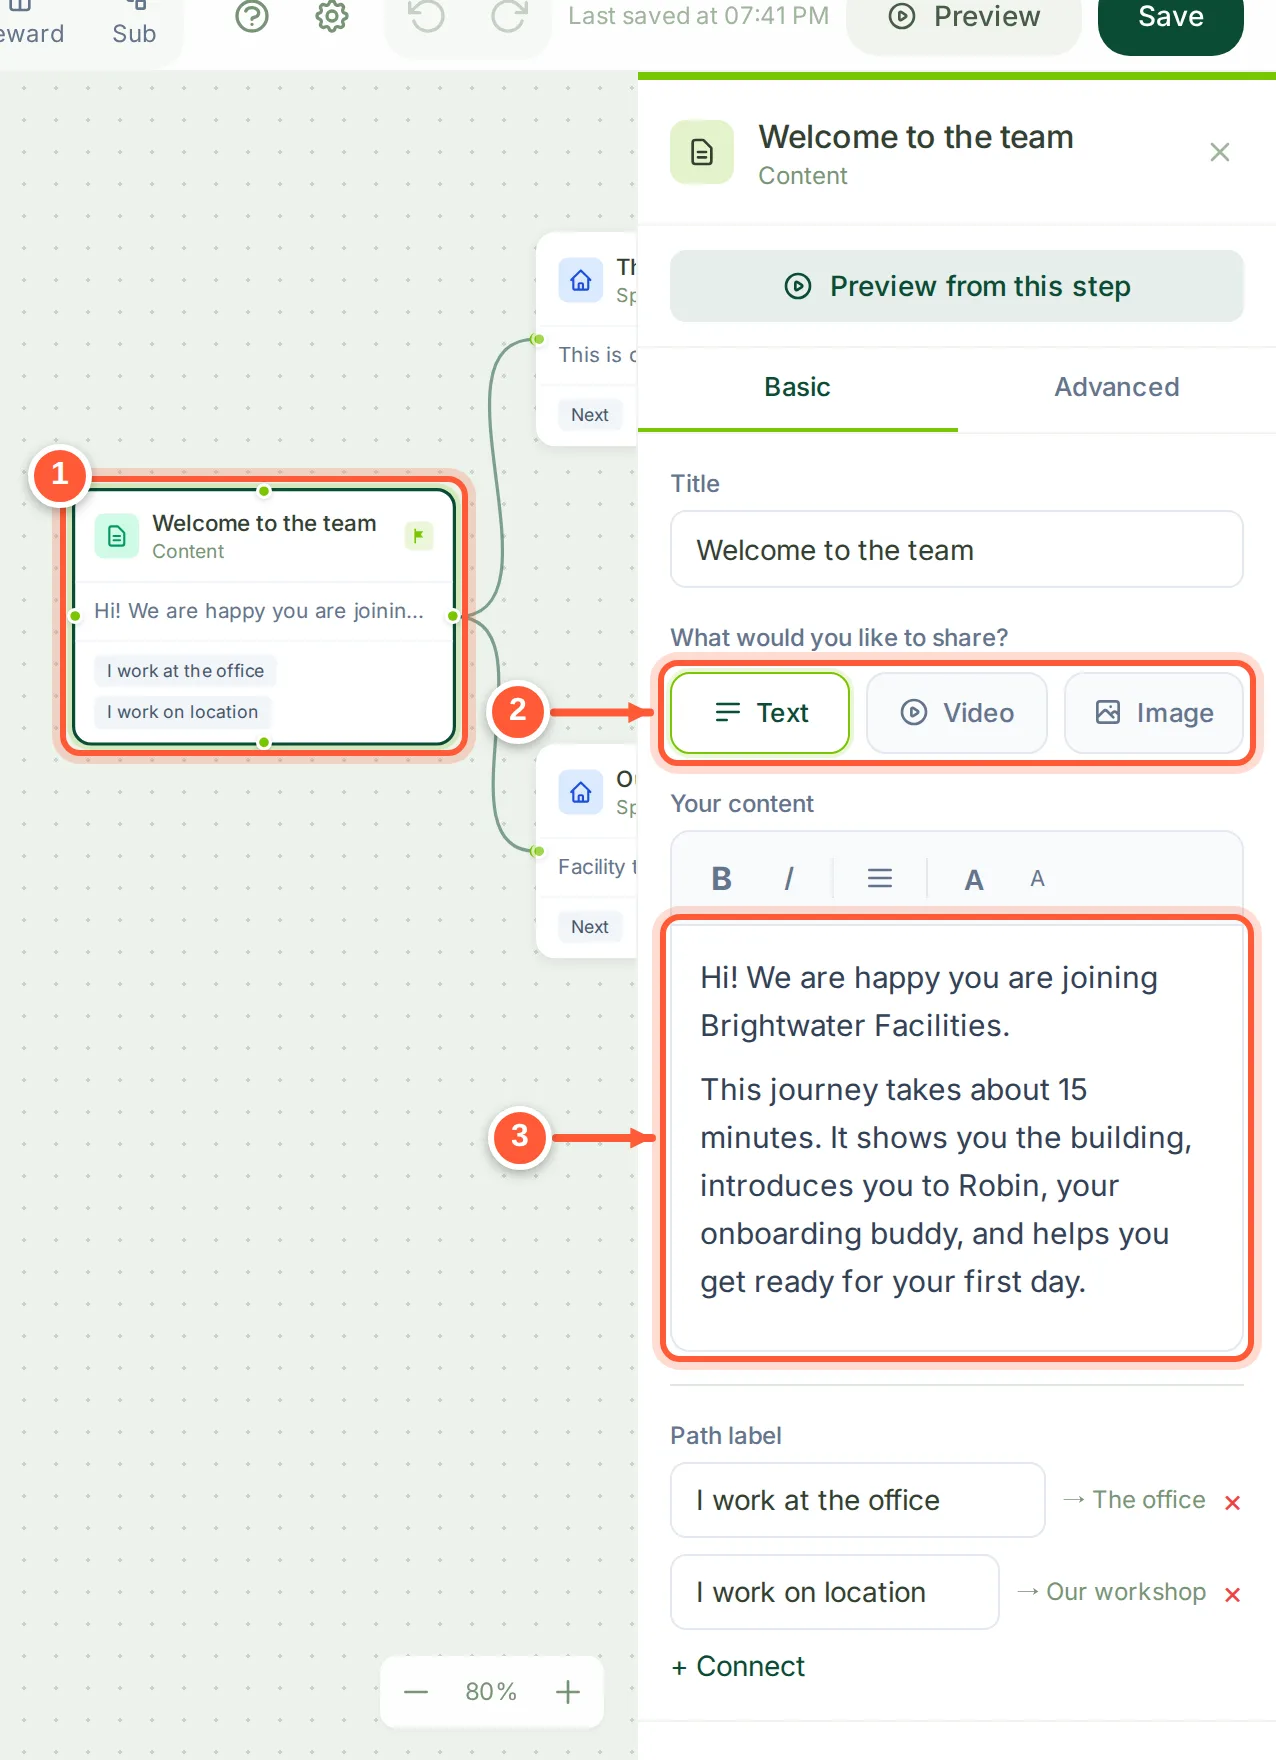 eward
Sub
Last saved at 07:41 PM
Preview
Save
Welcome to the team
Content
Preview from this step
Basic
Advanced
Title
Welcome to the team
What would you like to share?
Text
Video
Image
Your content
B
I
A
A
Hi! We are happy you are joining
Brightwater Facilities.
This journey takes about 15
minutes. It shows you the building,
introduces you to Robin, your
onboarding buddy, and helps you
get ready for your first day.
Path label
I work at the office
→ The office
I work on location
→ Our workshop
+ Connect
1
Welcome to the team
Content
Hi! We are happy you are joinin...
I work at the office
I work on location
2
3
Th
Sp
This is
Next
Ou
Sp
Facility t
Next
80%